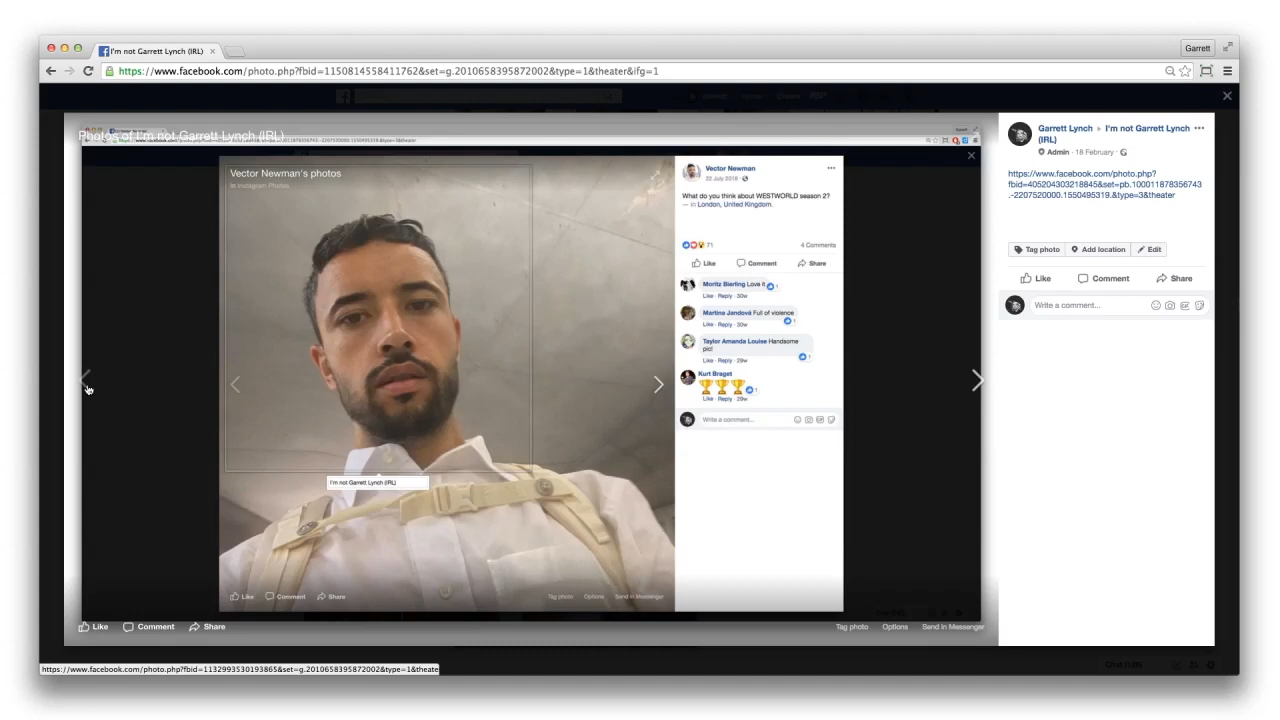 I'm not Garrett Lynch (IRL)
Garrett
https://www.facebook.com/photo.php?fbid=1150814558411762&set=g.2010658395872002&type=1&theater&ifg=1
Photos of I'm not Garrett Lynch (IRL)
Vector Newman's photos
in Instagram Photos
I'm not Garrett Lynch (IRL)
Like Comment Share
Tag photo Options Send in Messenger
Vector Newman
22 July 2018
What do you think about WESTWORLD season 2?
— in London, United Kingdom.
71
4 Comments
Like Comment Share
Moritz Bierling Love it
1
Like · Reply · 30w
Martina Jandová Full of violence
1
Like · Reply · 30w
Taylor Amanda Louise Handsome
pic!
1
Like · Reply · 29w
Kurt Braget
1
Like · Reply · 29w
Write a comment...
Like Comment Share
Tag photo Options Send in Messenger
Garrett Lynch ▸ I'm not Garrett Lynch
(IRL)
Admin · 18 February ·
https://www.facebook.com/photo.php?
fbid=405204303218845&set=pb.100011878356743
.-2207520000.1550495319.&type=3&theater
Tag photo Add location Edit
Like Comment Share
Write a comment...
https://www.facebook.com/photo.php?fbid=1132993530193865&set=g.2010658395872002&type=1&theate